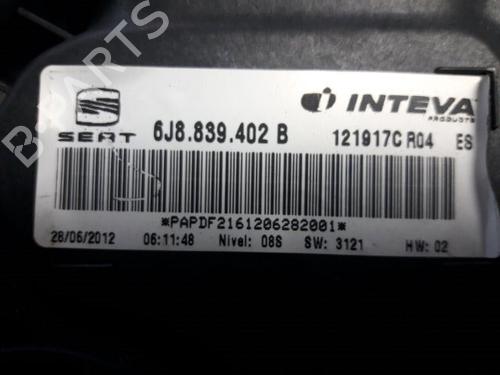 B-PARTS
SEAT 6J8.839.402 B
INTEVA
PRODUCTS
121917C R04 ES
*PAPDF2161206282001*
28/06/2012 06:11:48 Nivel: 08S SW: 3121 HW: 02